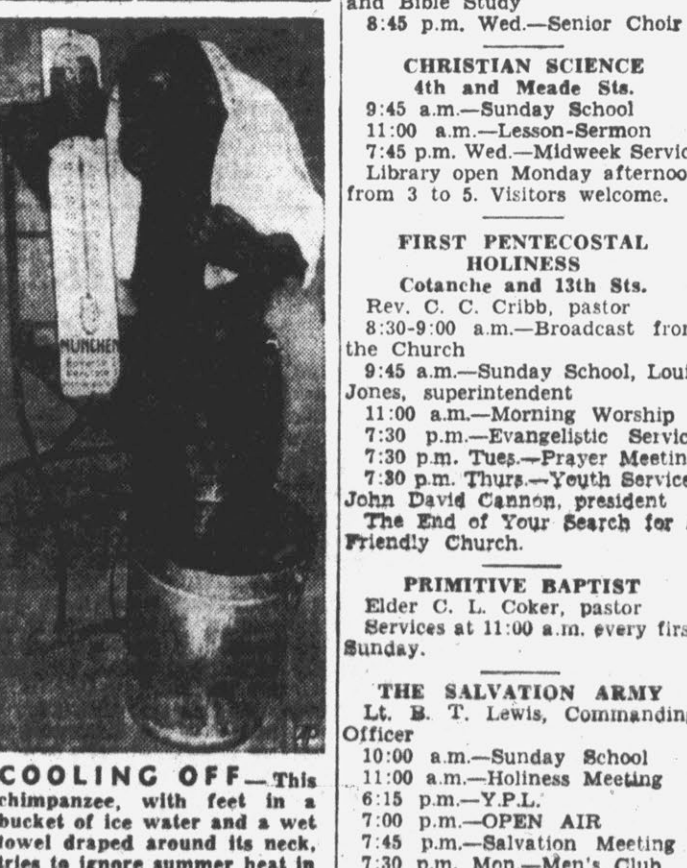 MUNCHEN
COOLING OFF—This
chimpanzee, with feet in a
bucket of ice water and a wet
towel draped around its neck,
tries to ignore summer heat in
and Bible Study
8:45 p.m. Wed.—Senior Choir
CHRISTIAN SCIENCE
4th and Meade Sts.
9:45 a.m.—Sunday School
11:00 a.m.—Lesson-Sermon
7:45 p.m. Wed.—Midweek Servic
Library open Monday afternoo
from 3 to 5. Visitors welcome.
FIRST PENTECOSTAL
HOLINESS
Cotanche and 13th Sts.
Rev. C. C. Cribb, pastor
8:30-9:00 a.m.—Broadcast from
the Church
9:45 a.m.—Sunday School, Loui
Jones, superintendent
11:00 a.m.—Morning Worship
7:30 p.m.—Evangelistic Servic
7:30 p.m. Tues.—Prayer Meetin
7:30 p.m. Thurs.—Youth Service
John David Cannon, president
The End of Your Search for
Friendly Church.
PRIMITIVE BAPTIST
Elder C. L. Coker, pastor
Services at 11:00 a.m. every firs
Sunday.
THE SALVATION ARMY
Lt. B. T. Lewis, Commanding
Officer
10:00 a.m.—Sunday School
11:00 a.m.—Holiness Meeting
6:15 p.m.—Y.P.L.
7:00 p.m.—OPEN AIR
7:45 p.m.—Salvation Meeting
7:30 p.m. Mon.—Men's Club